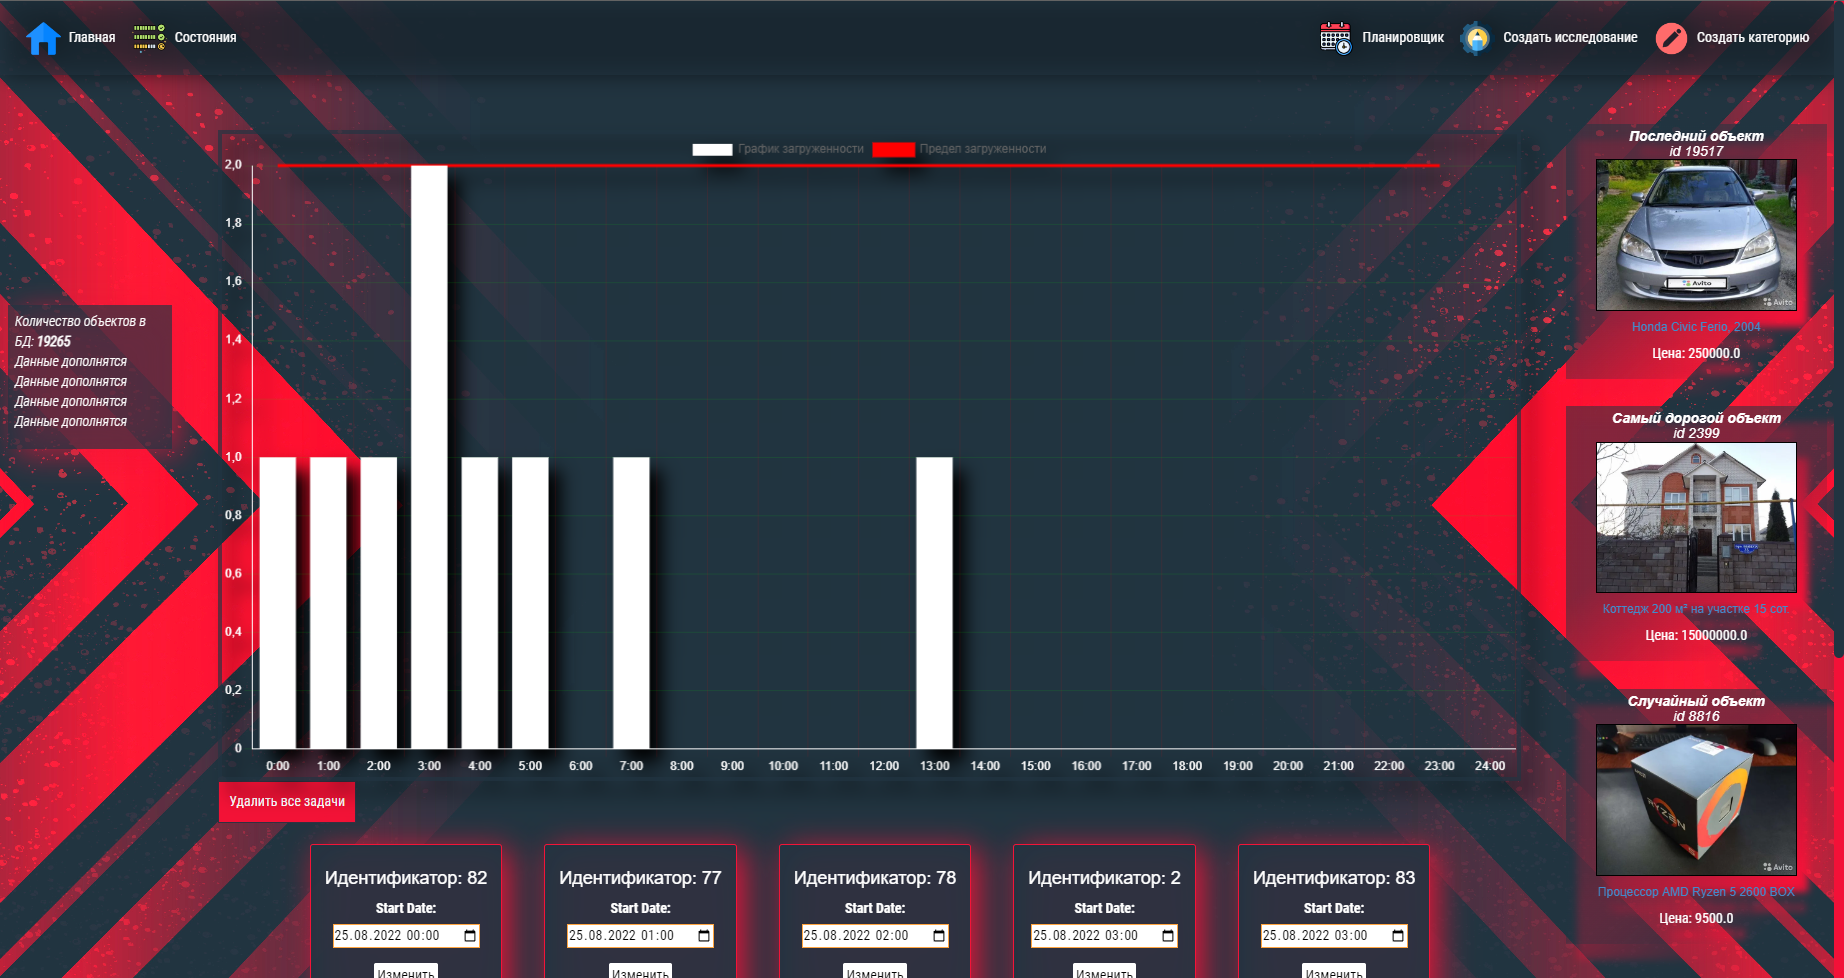 Главная
Состояния
Планировщик
Создать исследование
Создать категорию
Количество объектов в
БД: 19265
Данные дополнятся
Данные дополнятся
Данные дополнятся
Данные дополнятся
График загруженности
Предел загруженности
2,0
1,8
1,6
1,4
1,2
1,0
0,8
0,6
0,4
0,2
0
0:00 1:00 2:00 3:00 4:00 5:00 6:00 7:00 8:00 9:00 10:00 11:00 12:00 13:00 14:00 15:00 16:00 17:00 18:00 19:00 20:00 21:00 22:00 23:00 24:00
Удалить все задачи
Идентификатор: 82
Start Date:
25.08.2022 00:00
Изменить
Идентификатор: 77
Start Date:
25.08.2022 01:00
Изменить
Идентификатор: 78
Start Date:
25.08.2022 02:00
Изменить
Идентификатор: 2
Start Date:
25.08.2022 03:00
Изменить
Идентификатор: 83
Start Date:
25.08.2022 03:00
Изменить
Последний объект
id 19517
Avito
Avito
Honda Civic Ferio, 2004
Цена: 250000.0
Самый дорогой объект
id 2399
Коттедж 200 м² на участке 15 сот.
Цена: 15000000.0
Случайный объект
id 8816
RYZEN
Avito
Процессор AMD Ryzen 5 2600 BOX
Цена: 9500.0